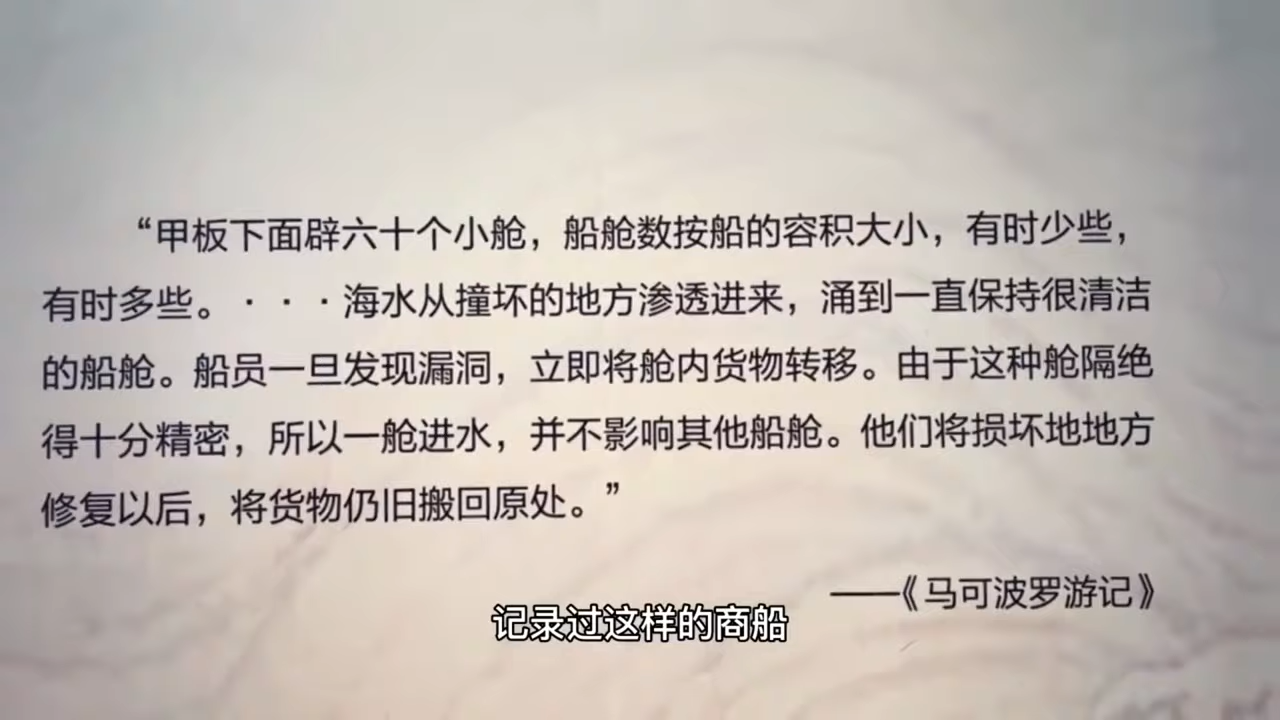 “甲板下面辟六十个小舱，船舱数按船的容积大小，有时少些，
有时多些。···海水从撞坏的地方渗透进来，涌到一直保持很清洁
的船舱。船员一旦发现漏洞，立即将舱内货物转移。由于这种舱隔绝
得十分精密，所以一舱进水，并不影响其他船舱。他们将损坏地地方
修复以后，将货物仍旧搬回原处。”
——《马可波罗游记》
记录过这样的商船